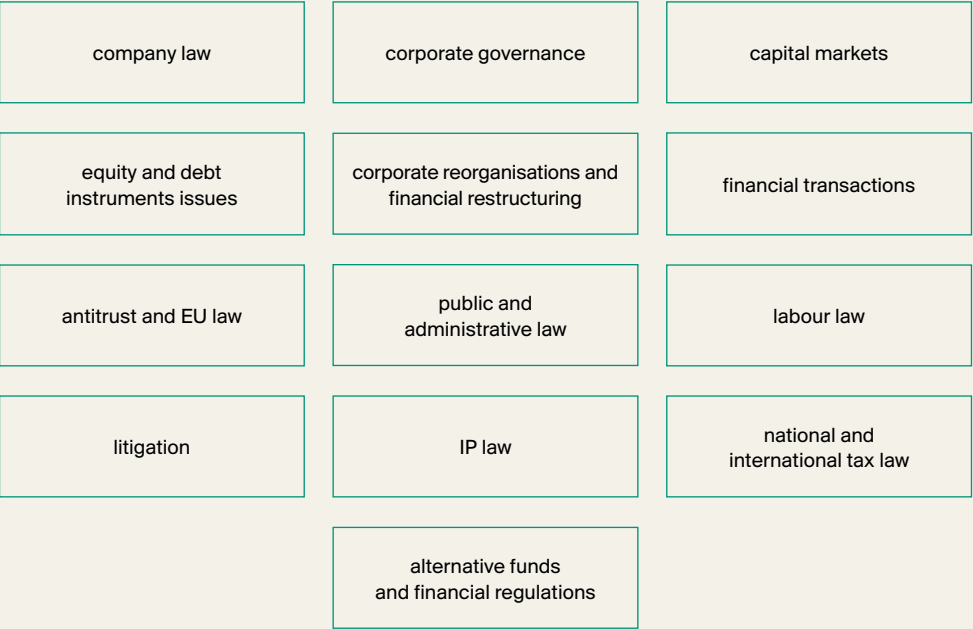 company law
corporate governance
capital markets
equity and debt
instruments issues
corporate reorganisations and
financial restructuring
financial transactions
antitrust and EU law
public and
administrative law
labour law
litigation
IP law
national and
international tax law
alternative funds
and financial regulations